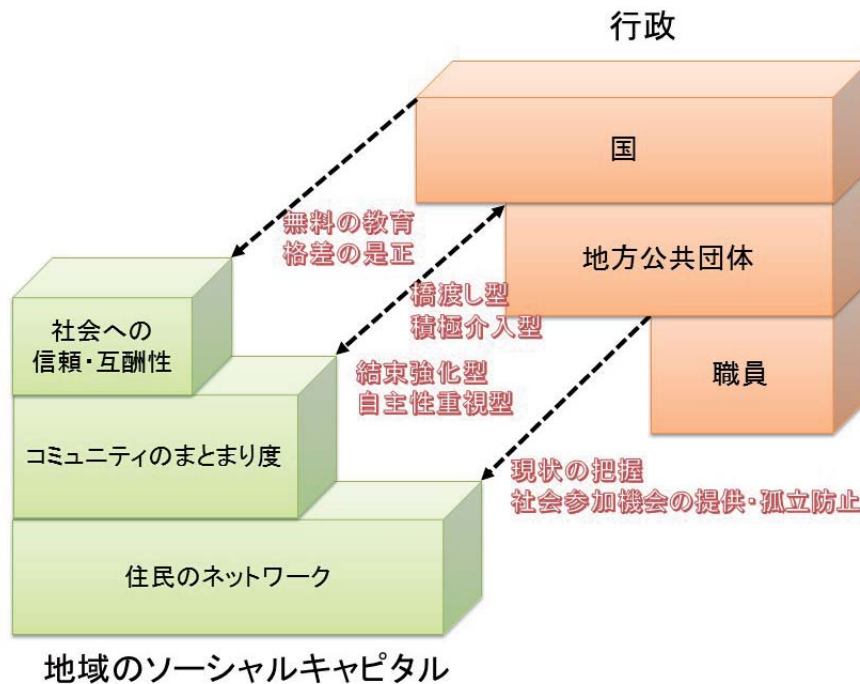 行政
国
無料の教育
格差の是正
地方公共団体
橋渡し型
積極介入型
社会への
信頼・互酬性
結束強化型
自主性重視型
職員
コミュニティのまとまり度
現状の把握
社会参加機会の提供・孤立防止
住民のネットワーク
地域のソーシャルキャピタル